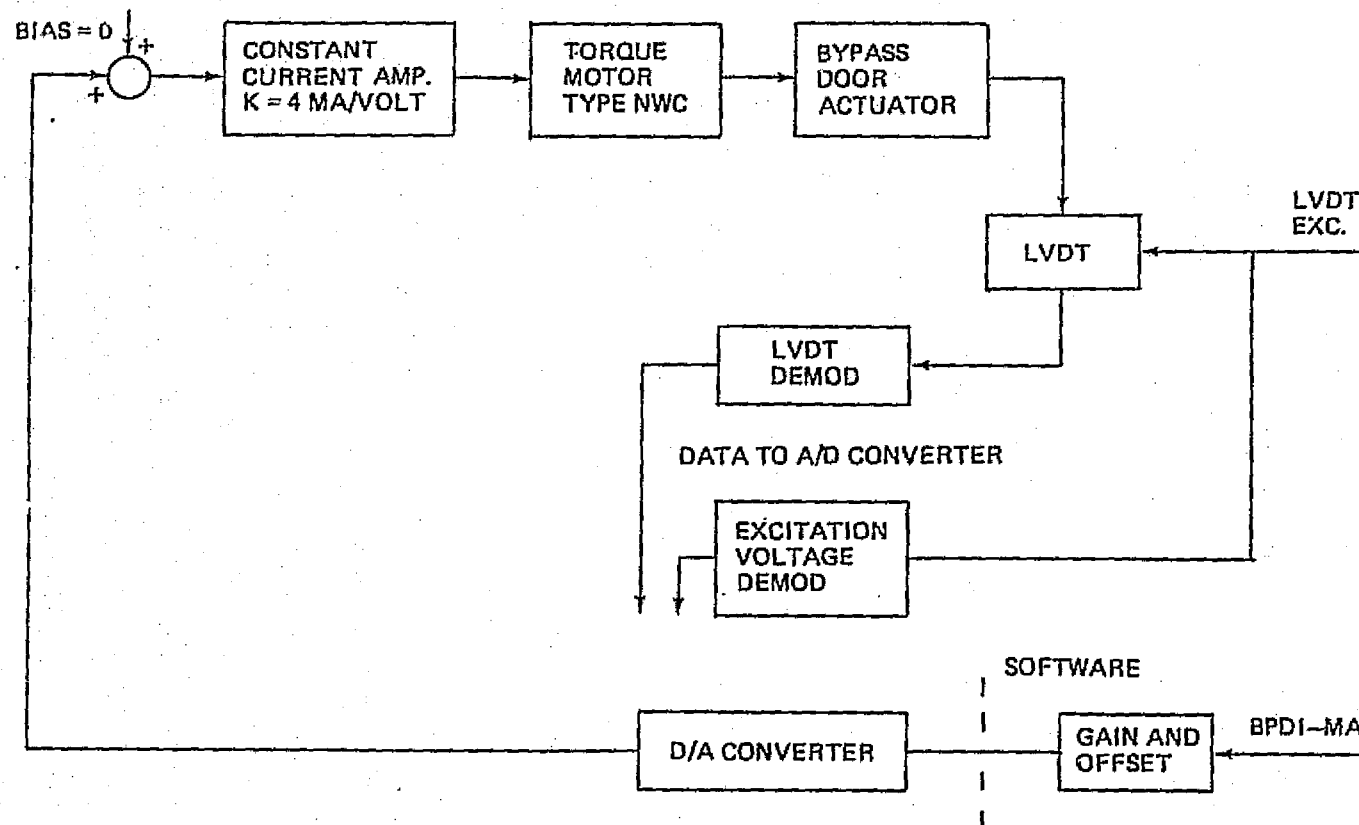 BIAS = 0
+
+
CONSTANT
CURRENT AMP.
K = 4 MA/VOLT
TORQUE
MOTOR
TYPE NWC
BYPASS
DOOR
ACTUATOR
LVDT
EXC.
LVDT
LVDT
DEMOD
DATA TO A/D CONVERTER
EXCITATION
VOLTAGE
DEMOD
SOFTWARE
D/A CONVERTER
GAIN AND
OFFSET
BPDI-MA